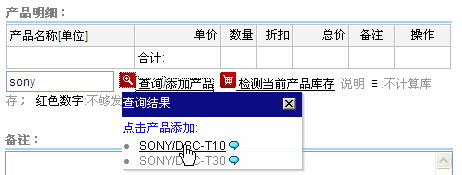 产品明细：
产品名称[单位] 单价 数量 折扣 总价 备注 操作
合计:
sony 查询/添加产品 检测当前产品库存 说明 ≡:不计算库
存； 红色数字:不够发
查询结果
点击产品添加:
SONY/DSC-T10
SONY/DSC-T30
备注：